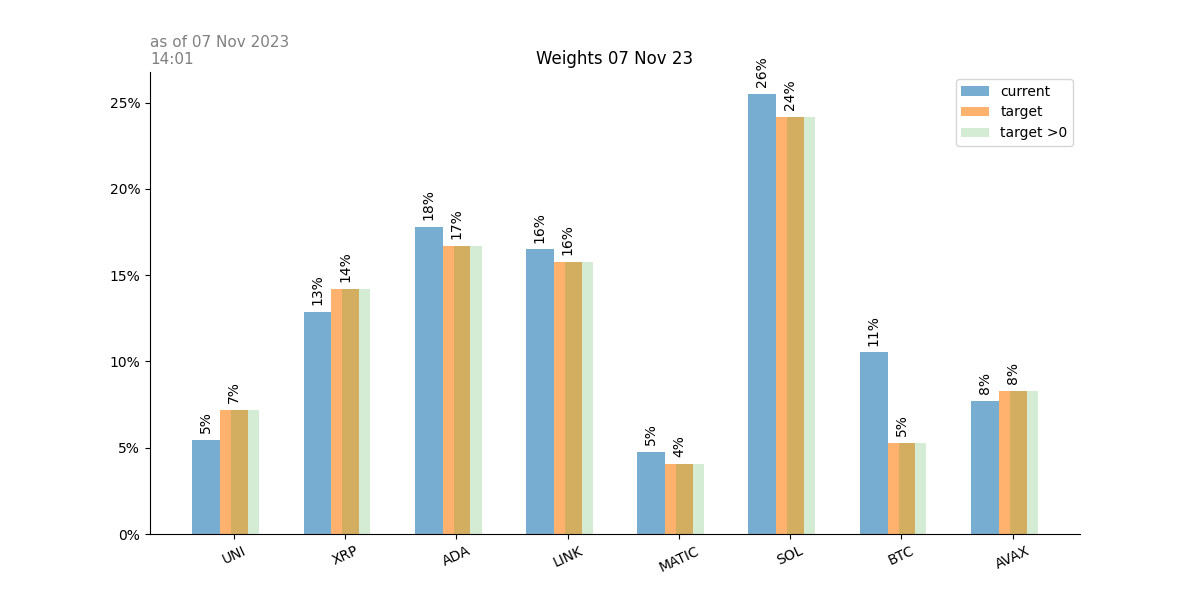 as of 07 Nov 2023
14:01
Weights 07 Nov 23
current
target
target >0
25%
20%
15%
10%
5%
0%
5%
7%
13%
14%
18%
17%
16%
16%
5%
4%
26%
24%
11%
5%
8%
8%
UNI
XRP
ADA
LINK
MATIC
SOL
BTC
AVAX